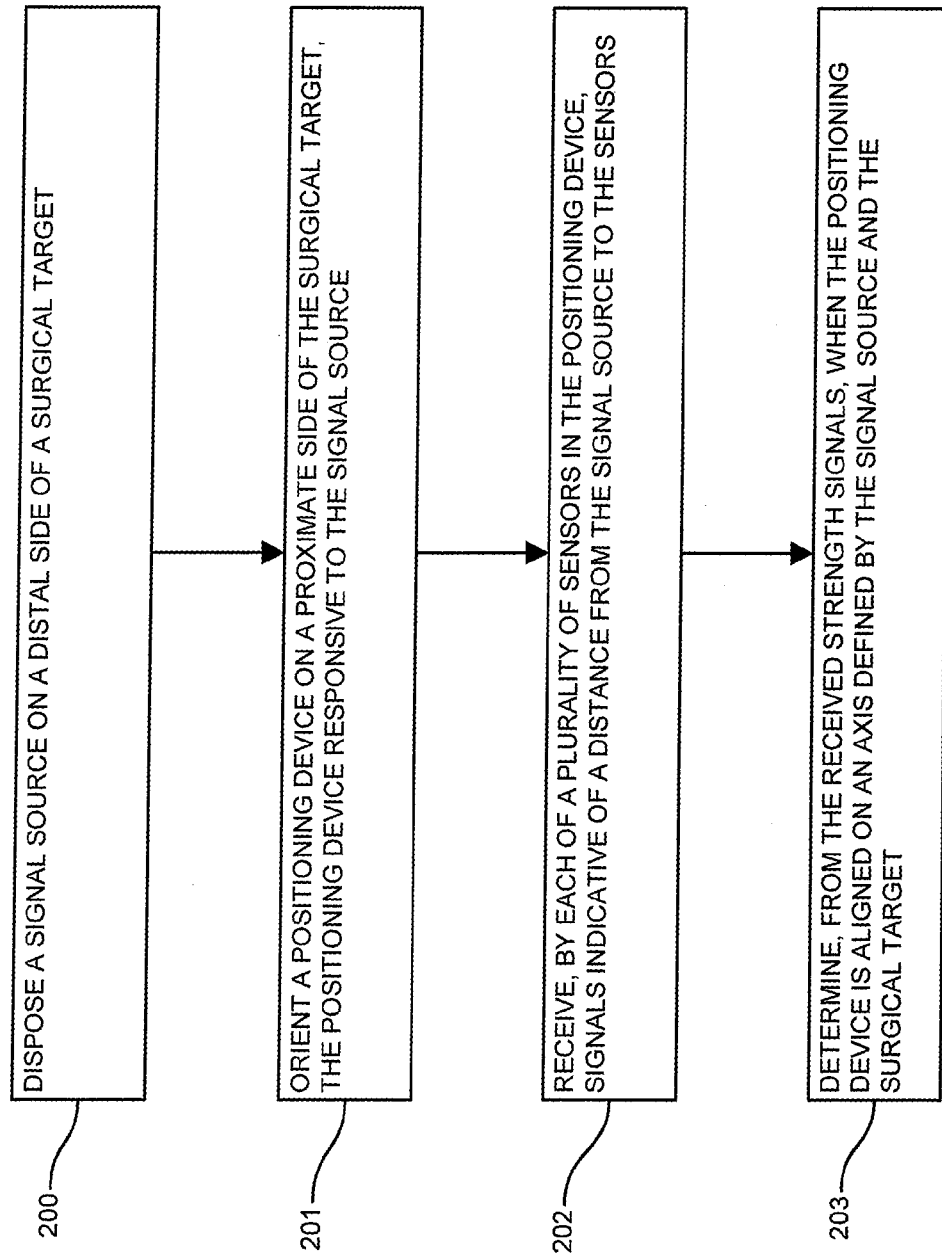 DISPOSE A SIGNAL SOURCE ON A DISTAL SIDE OF A SURGICAL TARGET
200
ORIENT A POSITIONING DEVICE ON A PROXIMATE SIDE OF THE SURGICAL TARGET,
THE POSITIONING DEVICE RESPONSIVE TO THE SIGNAL SOURCE
201
RECEIVE, BY EACH OF A PLURALITY OF SENSORS IN THE POSITIONING DEVICE,
SIGNALS INDICATIVE OF A DISTANCE FROM THE SIGNAL SOURCE TO THE SENSORS
202
DETERMINE, FROM THE RECEIVED STRENGTH SIGNALS, WHEN THE POSITIONING
DEVICE IS ALIGNED ON AN AXIS DEFINED BY THE SIGNAL SOURCE AND THE
SURGICAL TARGET
203